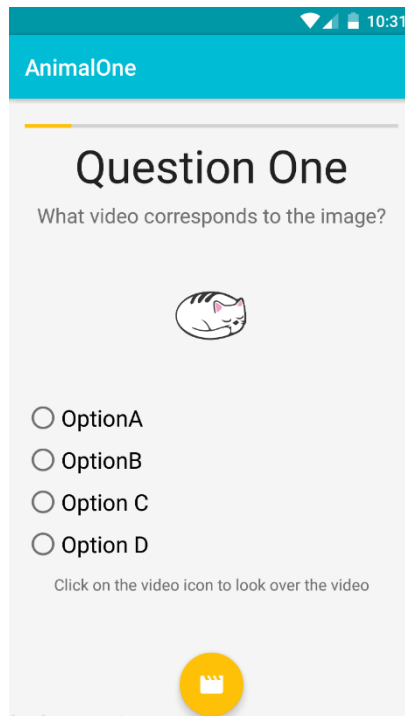 10:31
AnimalOne
Question One
What video corresponds to the image?
OptionA
OptionB
Option C
Option D
Click on the video icon to look over the video